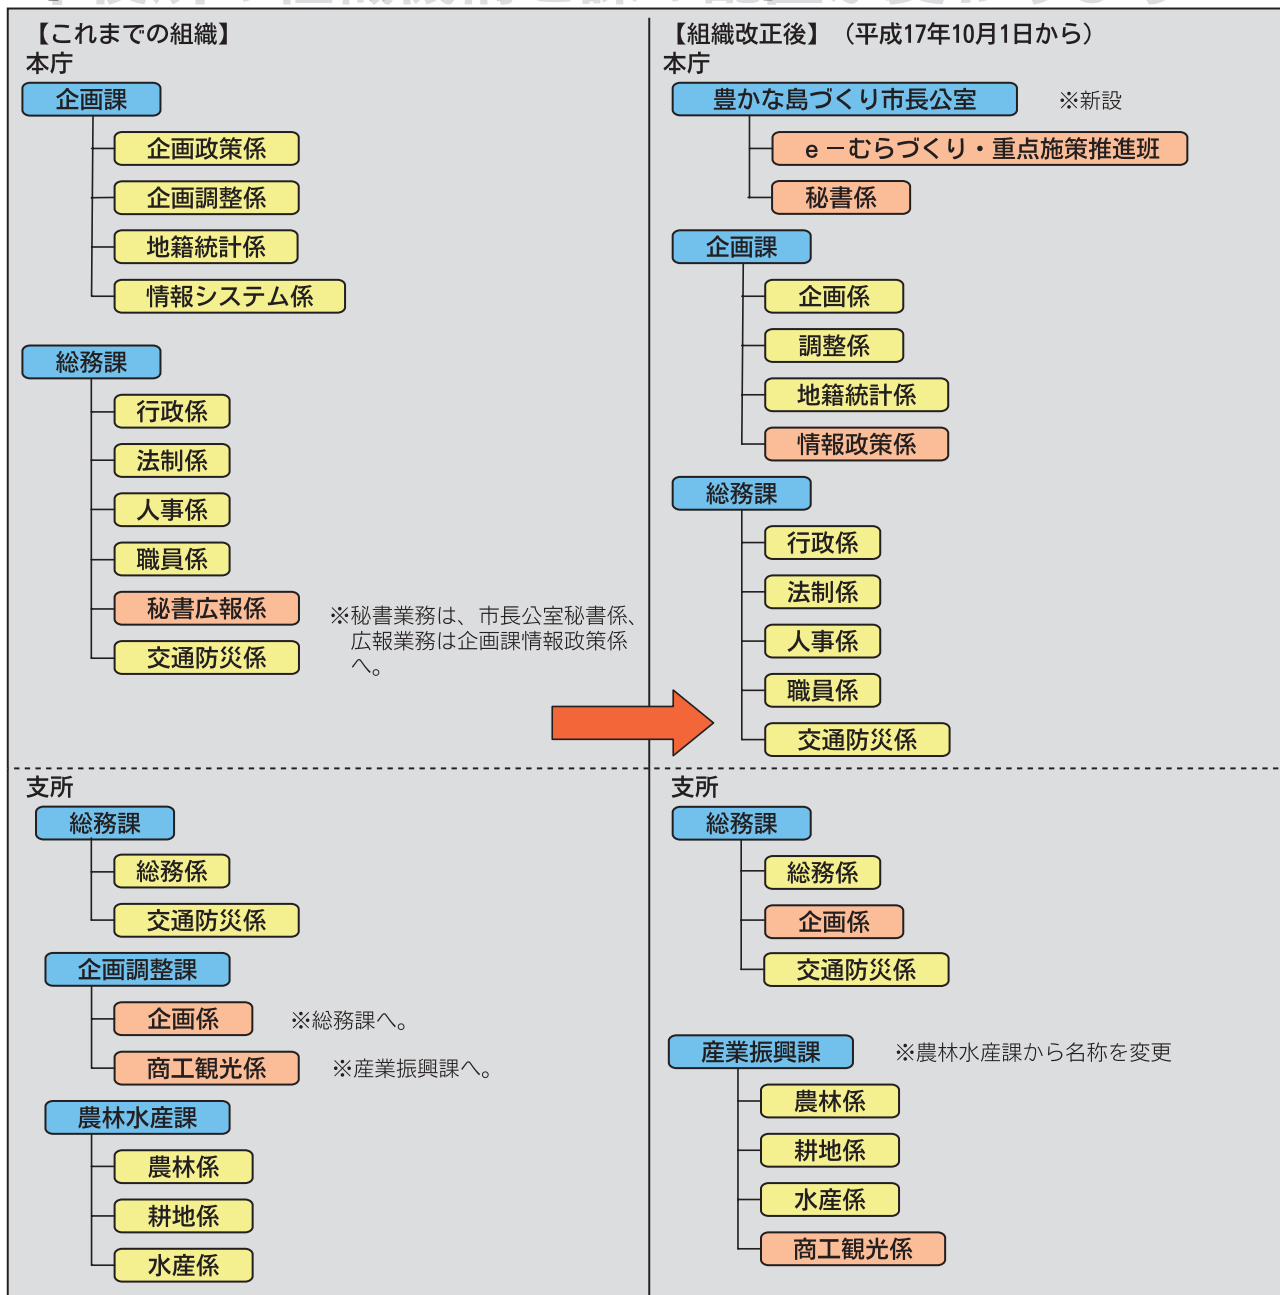 【これまでの組織】
本庁
企画課
企画政策係
企画調整係
地籍統計係
情報システム係
総務課
行政係
法制係
人事係
職員係
秘書広報係
※秘書業務は、市長公室秘書係、
広報業務は企画課情報政策係
へ。
交通防災係
支所
総務課
総務係
交通防災係
企画調整課
企画係
※総務課へ。
商工観光係
※産業振興課へ。
農林水産課
農林係
耕地係
水産係
【組織改正後】（平成17年10月1日から）
本庁
豊かな島づくり市長公室
※新設
e－むらづくり・重点施策推進班
秘書係
企画課
企画係
調整係
地籍統計係
情報政策係
総務課
行政係
法制係
人事係
職員係
交通防災係
支所
総務課
総務係
企画係
交通防災係
産業振興課
※農林水産課から名称を変更
農林係
耕地係
水産係
商工観光係